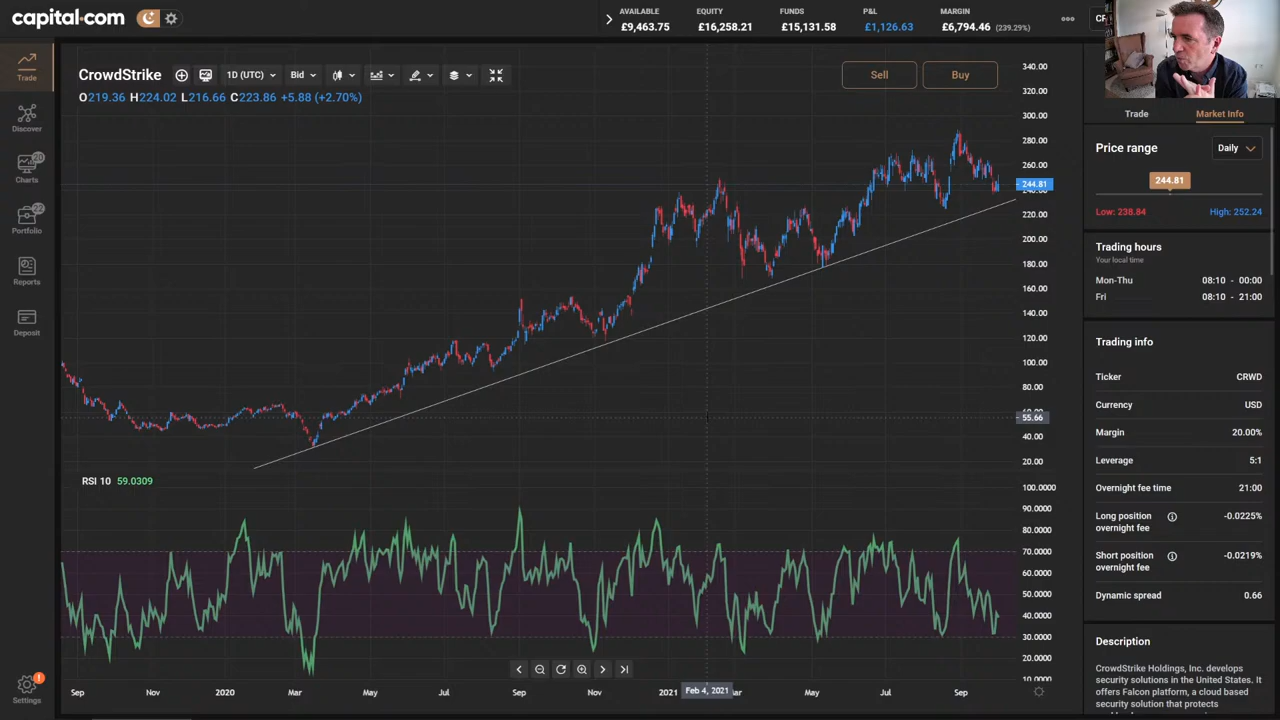 capital.com
AVAILABLE EQUITY FUNDS P&L MARGIN
£9,463.75 £16,258.21 £15,131.58 £1,126.63 £6,794.46 (239.29%)
Trade
Discover
20
Charts
22
Portfolio
Reports
Deposit
Settings
CrowdStrike 1D (UTC) Bid
O219.36 H224.02 L216.66 C223.86 +5.88 (+2.70%)
Sell Buy
340.00
320.00
300.00
280.00
260.00
244.81
240.00
220.00
200.00
180.00
160.00
140.00
120.00
100.00
80.00
60.00
55.66
40.00
20.00
RSI 10 59.0309
100.0000
90.0000
80.0000
70.0000
60.0000
50.0000
40.0000
30.0000
20.0000
10.0000
Sep Nov 2020 Mar May Jul Sep Nov 2021 Feb 4, 2021 Mar May Jul Sep
Trade Market Info
Price range Daily
244.81
Low: 238.84 High: 252.24
Trading hours
Your local time
Mon-Thu 08:10 - 00:00
Fri 08:10 - 21:00
Trading info
Ticker CRWD
Currency USD
Margin 20.00%
Leverage 5:1
Overnight fee time 21:00
Long position overnight fee -0.0225%
Short position overnight fee -0.0219%
Dynamic spread 0.66
Description
CrowdStrike Holdings, Inc. develops
security solutions in the United States. It
offers Falcon platform, a cloud based
security solution that protects